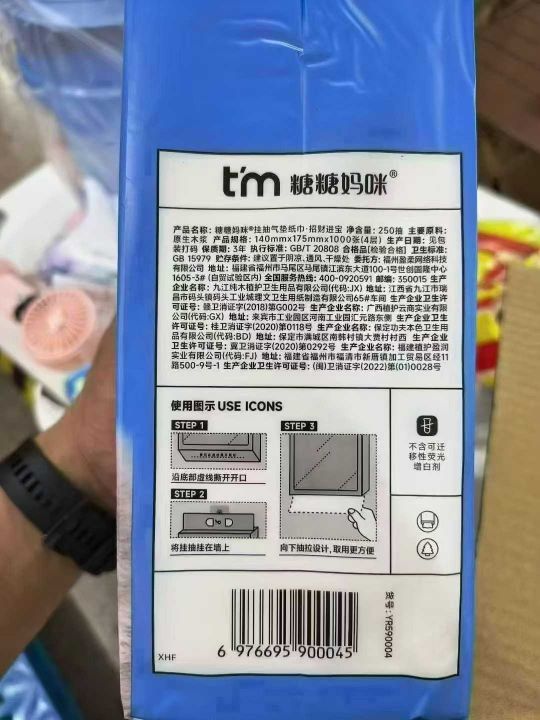 t'm 糖糖妈咪®
产品名称: 糖糖妈咪®挂抽气垫纸巾·招财进宝 净含量: 250抽 主要原料:
原生木浆 产品规格: 140mm×175mm×1000张(4层) 生产日期: 见包
装打码 保质期: 3年 执行标准: GB/T 20808 合格品[检验合格] 卫生标准:
GB 15979 贮存条件: 建议置于阴凉、通风、干燥处 委托方: 福州盈柔网络科技
有限公司 地址: 福建省福州市马尾区马尾镇江滨东大道100-1号世创国隆中心
1605-3# (自贸试验区内) 全国服务热线: 400-0920591 邮编: 350015 生产企
业名称: 九江纯木植护卫生用品有限公司(代码:JX) 地址: 江西省九江市瑞
昌市码头镇码头工业城理文卫生用纸制造有限公司65#车间 生产企业卫生许
可证号: 赣卫消证字(2018)第G002号 生产企业名称: 广西植护云商实业有
限公司(代码:GX) 地址: 来宾市工业园区河南工业园汇元路东侧 生产企业卫
生许可证号: 桂卫消证字(2020)第0118号 生产企业名称: 保定功夫本色卫生
用品有限公司(代码:BD) 地址: 保定市满城区南韩村镇大贾村村西 生产企业卫
生许可证号: 冀卫消证字(2020)第0292号 生产企业名称: 福建植护盈润
实业有限公司(代码:FJ) 地址: 福建省福州市福清市新厝镇加工贸易区经11
路500-9号-1 生产企业卫生许可证号: (闽)卫消证字(2022)第(01)0028号
使用图示 USE ICONS
STEP 1
沿底部虚线撕开开口
STEP 2
将挂抽挂在墙上
STEP 3
向下抽拉设计,取用更方便
不含可迁
移性荧光
增白剂
XHF
6 976695 900045
货号: YR590004